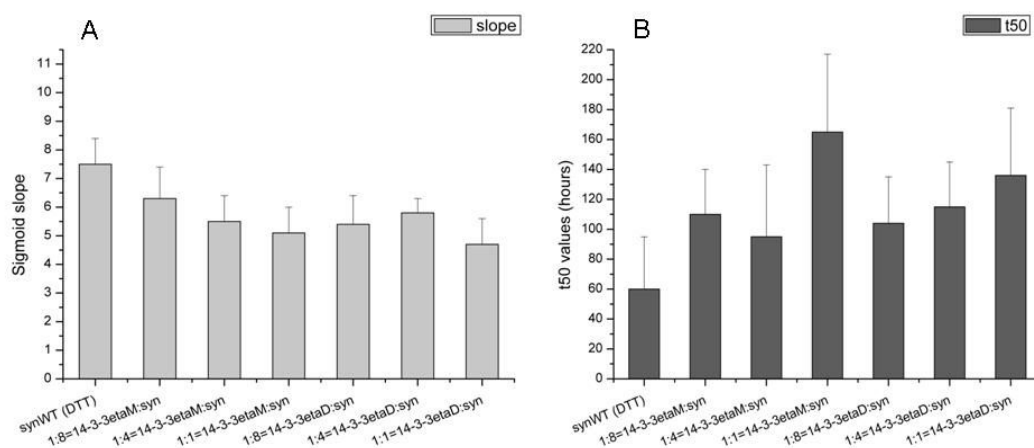 A
slope
Sigmoid slope
11
10
9
8
7
6
5
4
3
2
1
0
synWT (DTT)
1:8=14-3-3etaM:syn
1:4=14-3-3etaM:syn
1:1=14-3-3etaM:syn
1:8=14-3-3etaD:syn
1:4=14-3-3etaD:syn
1:1=14-3-3etaD:syn
B
t50
t50 values (hours)
220
200
180
160
140
120
100
80
60
40
20
0
synWT (DTT)
1:8=14-3-3etaM:syn
1:4=14-3-3etaM:syn
1:1=14-3-3etaM:syn
1:8=14-3-3etaD:syn
1:4=14-3-3etaD:syn
1:1=14-3-3etaD:syn